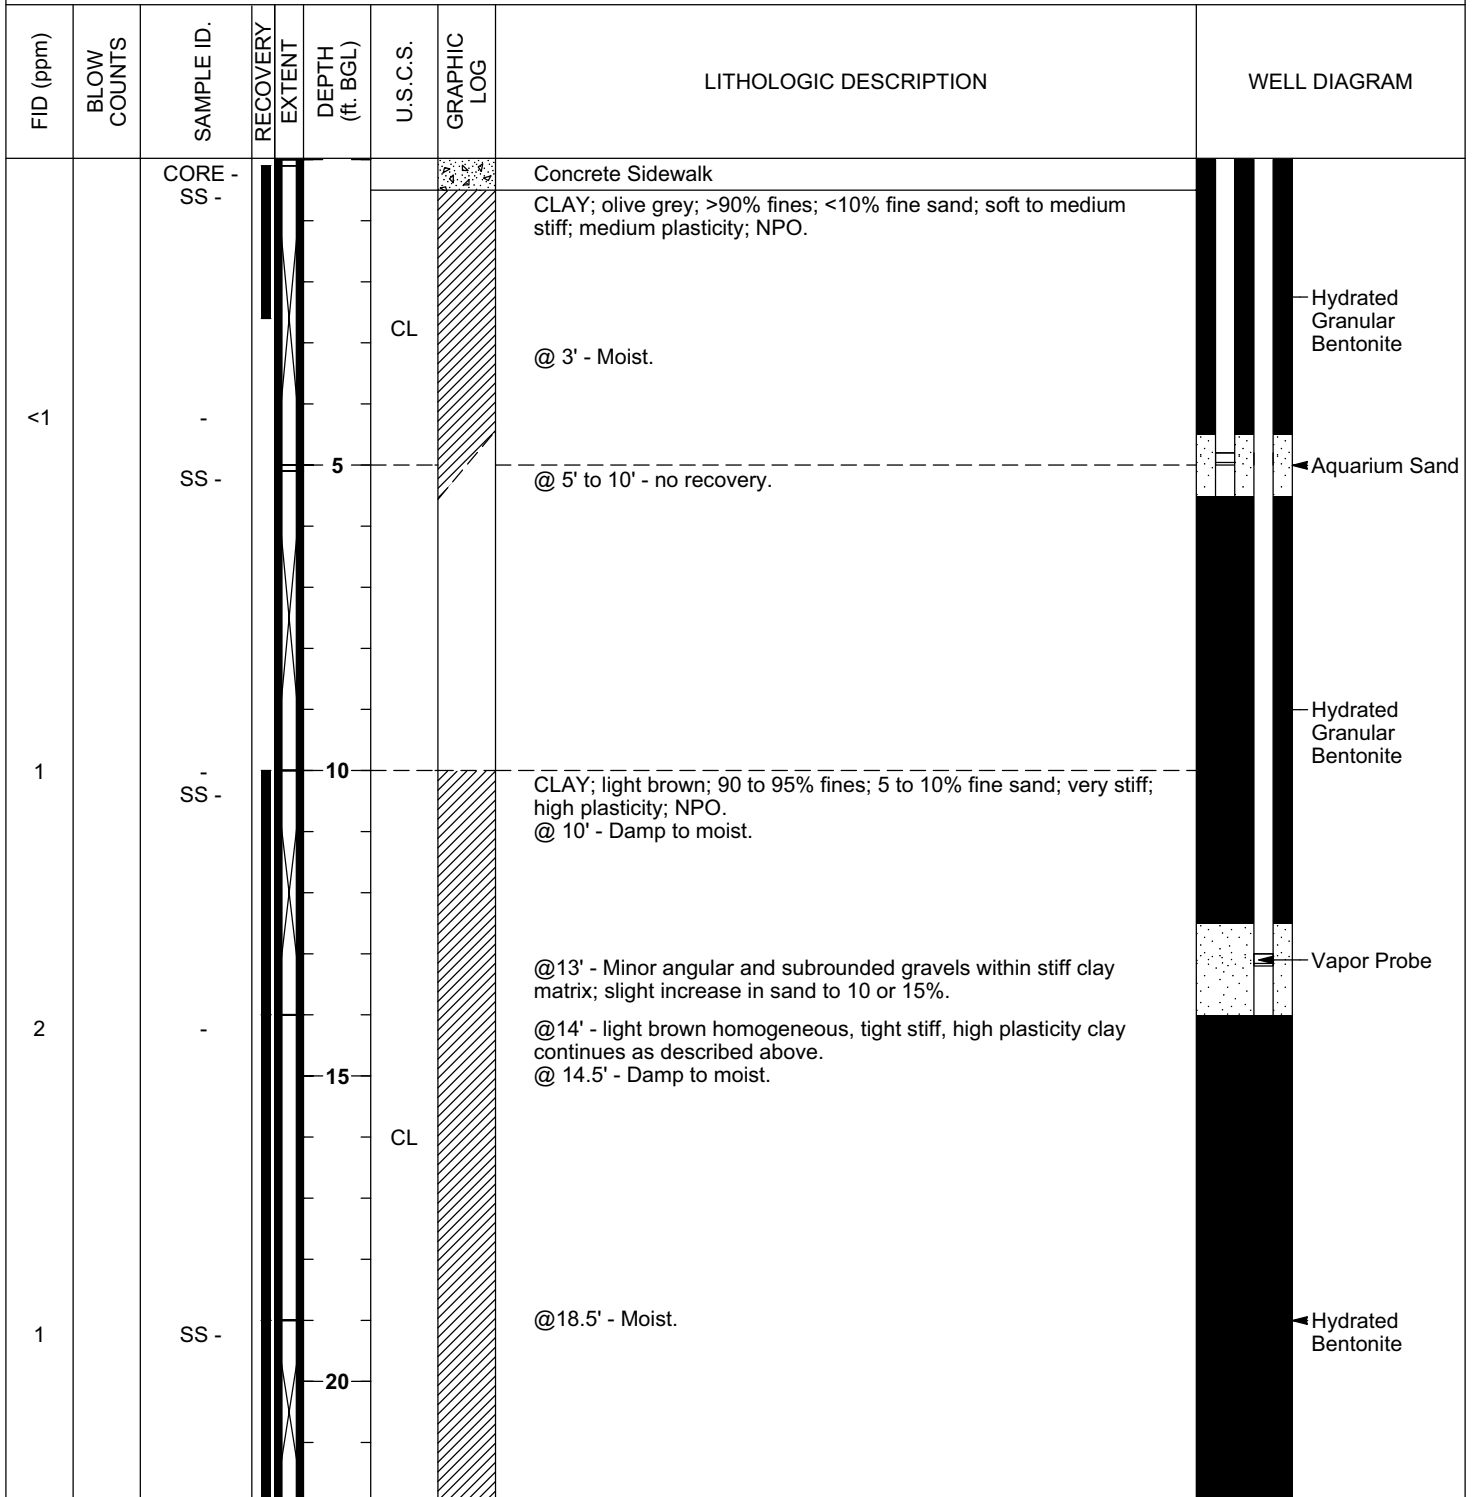 FID (ppm)
BLOW
COUNTS
SAMPLE ID.
RECOVERY
EXTENT
DEPTH
(ft. BGL)
U.S.C.S.
GRAPHIC
LOG
LITHOLOGIC DESCRIPTION
WELL DIAGRAM
CORE -
Concrete Sidewalk
SS -
CLAY; olive grey; >90% fines; <10% fine sand; soft to medium
stiff; medium plasticity; NPO.
Hydrated
Granular
Bentonite
CL
@ 3' - Moist.
<1
-
5
Aquarium Sand
SS -
@ 5' to 10' - no recovery.
Hydrated
Granular
Bentonite
1
-
10
SS -
CLAY; light brown; 90 to 95% fines; 5 to 10% fine sand; very stiff;
high plasticity; NPO.
@ 10' - Damp to moist.
Vapor Probe
@13' - Minor angular and subrounded gravels within stiff clay
matrix; slight increase in sand to 10 or 15%.
2
-
@14' - light brown homogeneous, tight stiff, high plasticity clay
continues as described above.
15
@ 14.5' - Damp to moist.
CL
@18.5' - Moist.
Hydrated
Bentonite
1
SS -
20